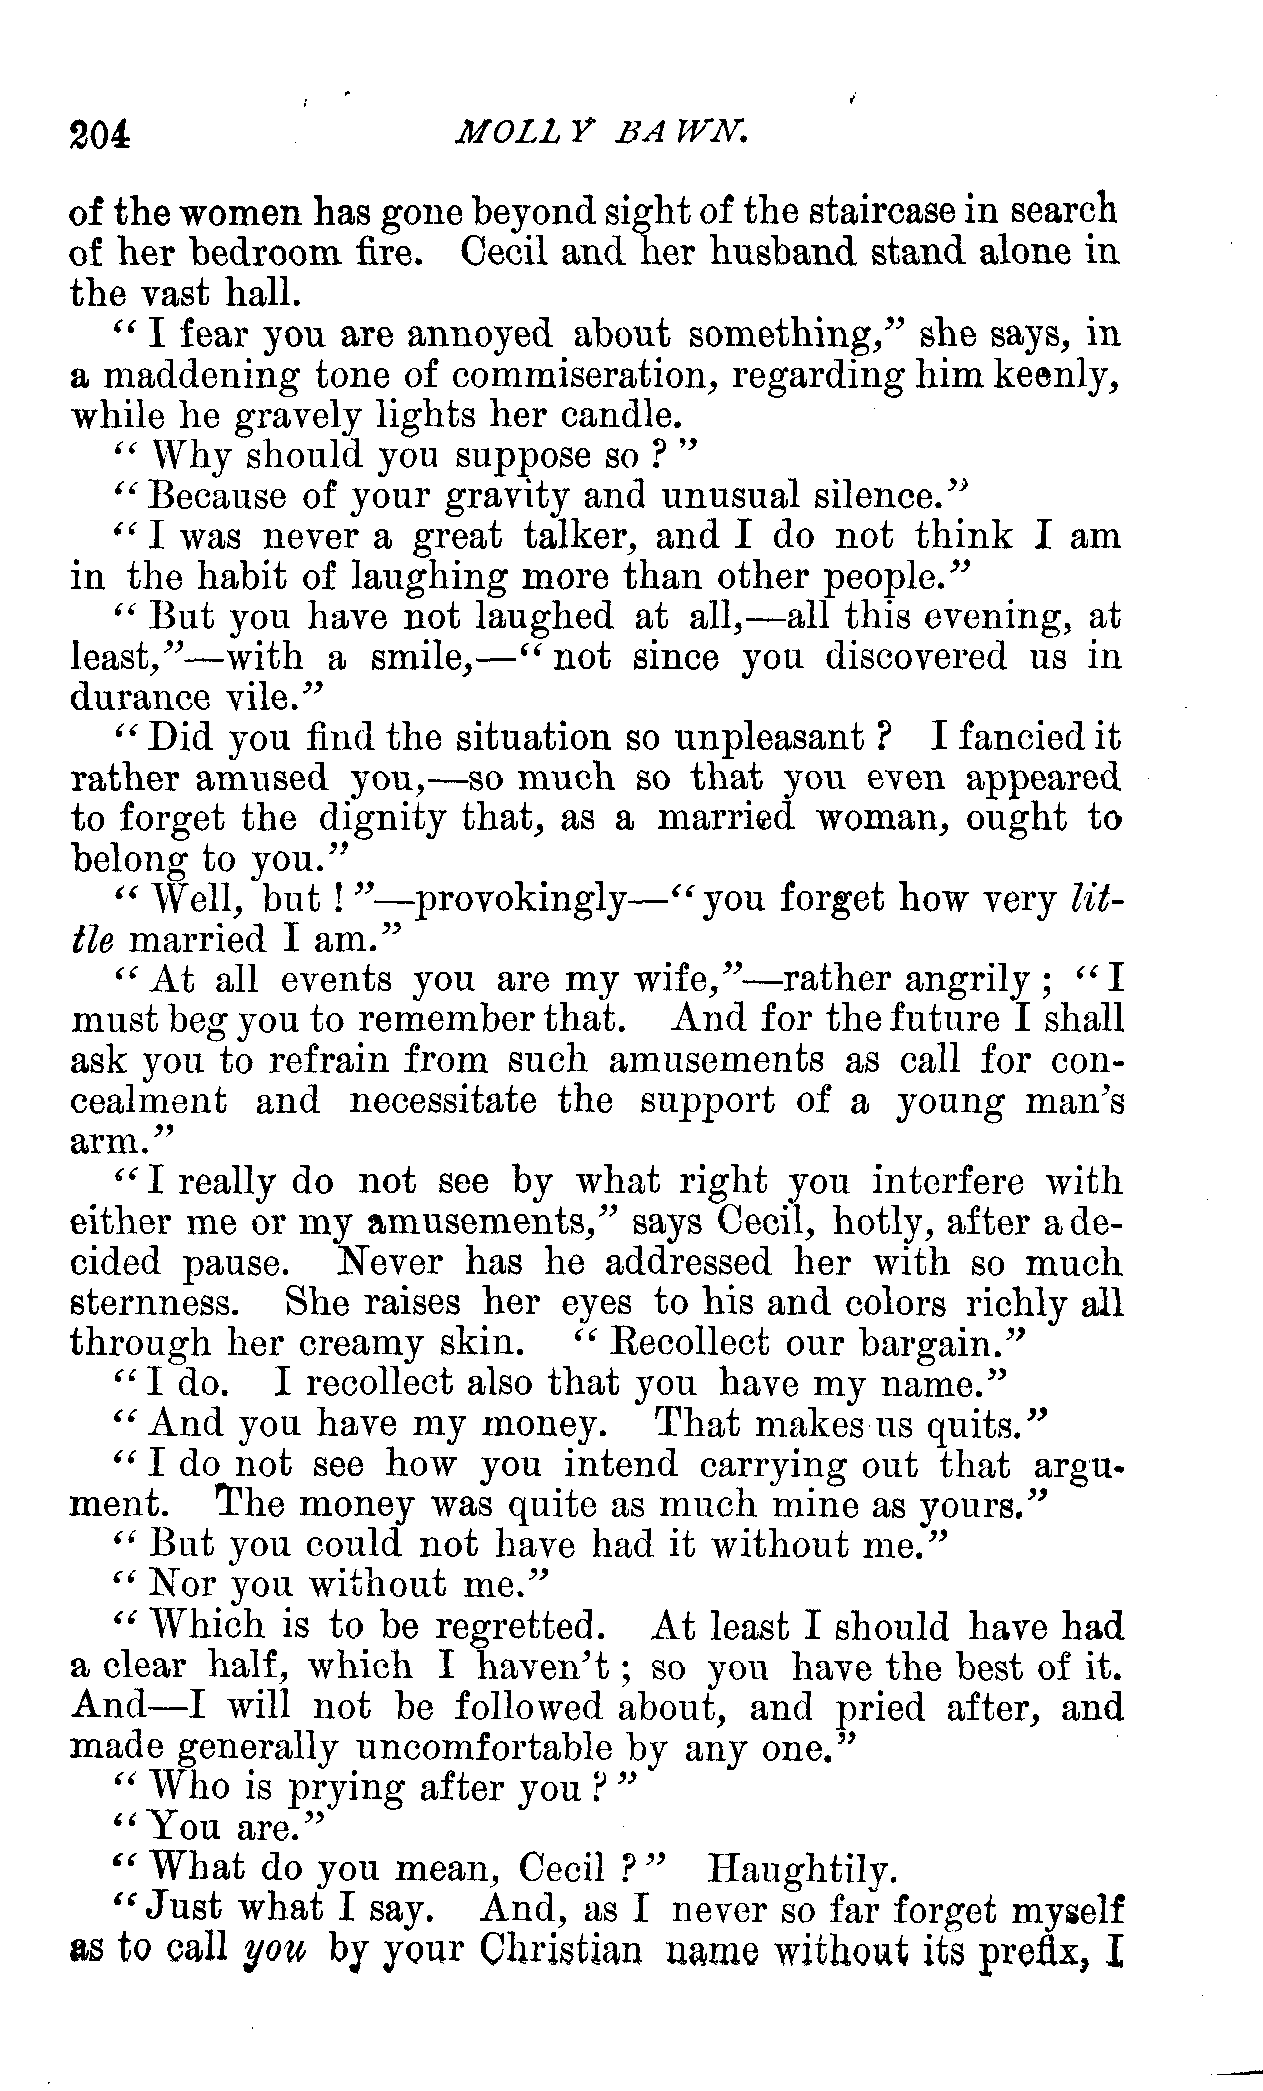 204 MOLLY BAWN.
of the women has gone beyond sight of the staircase in search
of her bedroom fire. Cecil and her husband stand alone in
the vast hall.
“ I fear you are annoyed about something,” she says, in
a maddening tone of commiseration, regarding him keenly,
while he gravely lights her candle.
“ Why should you suppose so ? ”
“ Because of your gravity and unusual silence.”
“ I was never a great talker, and I do not think I am
in the habit of laughing more than other people.”
“ But you have not laughed at all,—all this evening, at
least,”—with a smile,—“ not since you discovered us in
durance vile.”
“ Did you find the situation so unpleasant ? I fancied it
rather amused you,—so much so that you even appeared
to forget the dignity that, as a married woman, ought to
belong to you.”
“ Well, but ! ”—provokingly—“ you forget how very lit-
tle married I am.”
“ At all events you are my wife,”—rather angrily ; “ I
must beg you to remember that. And for the future I shall
ask you to refrain from such amusements as call for con-
cealment and necessitate the support of a young man’s
arm.”
“ I really do not see by what right you interfere with
either me or my amusements,” says Cecil, hotly, after a de-
cided pause. Never has he addressed her with so much
sternness. She raises her eyes to his and colors richly all
through her creamy skin. “ Recollect our bargain.”
“ I do. I recollect also that you have my name.”
“ And you have my money. That makes us quits.”
“ I do not see how you intend carrying out that argu-
ment. The money was quite as much mine as yours.”
“ But you could not have had it without me.”
“ Nor you without me.”
“ Which is to be regretted. At least I should have had
a clear half, which I haven’t ; so you have the best of it.
And—I will not be followed about, and pried after, and
made generally uncomfortable by any one.”
“ Who is prying after you ? ”
“ You are.”
“ What do you mean, Cecil ? ” Haughtily.
“ Just what I say. And, as I never so far forget myself
as to call you by your Christian name without its prefix, I